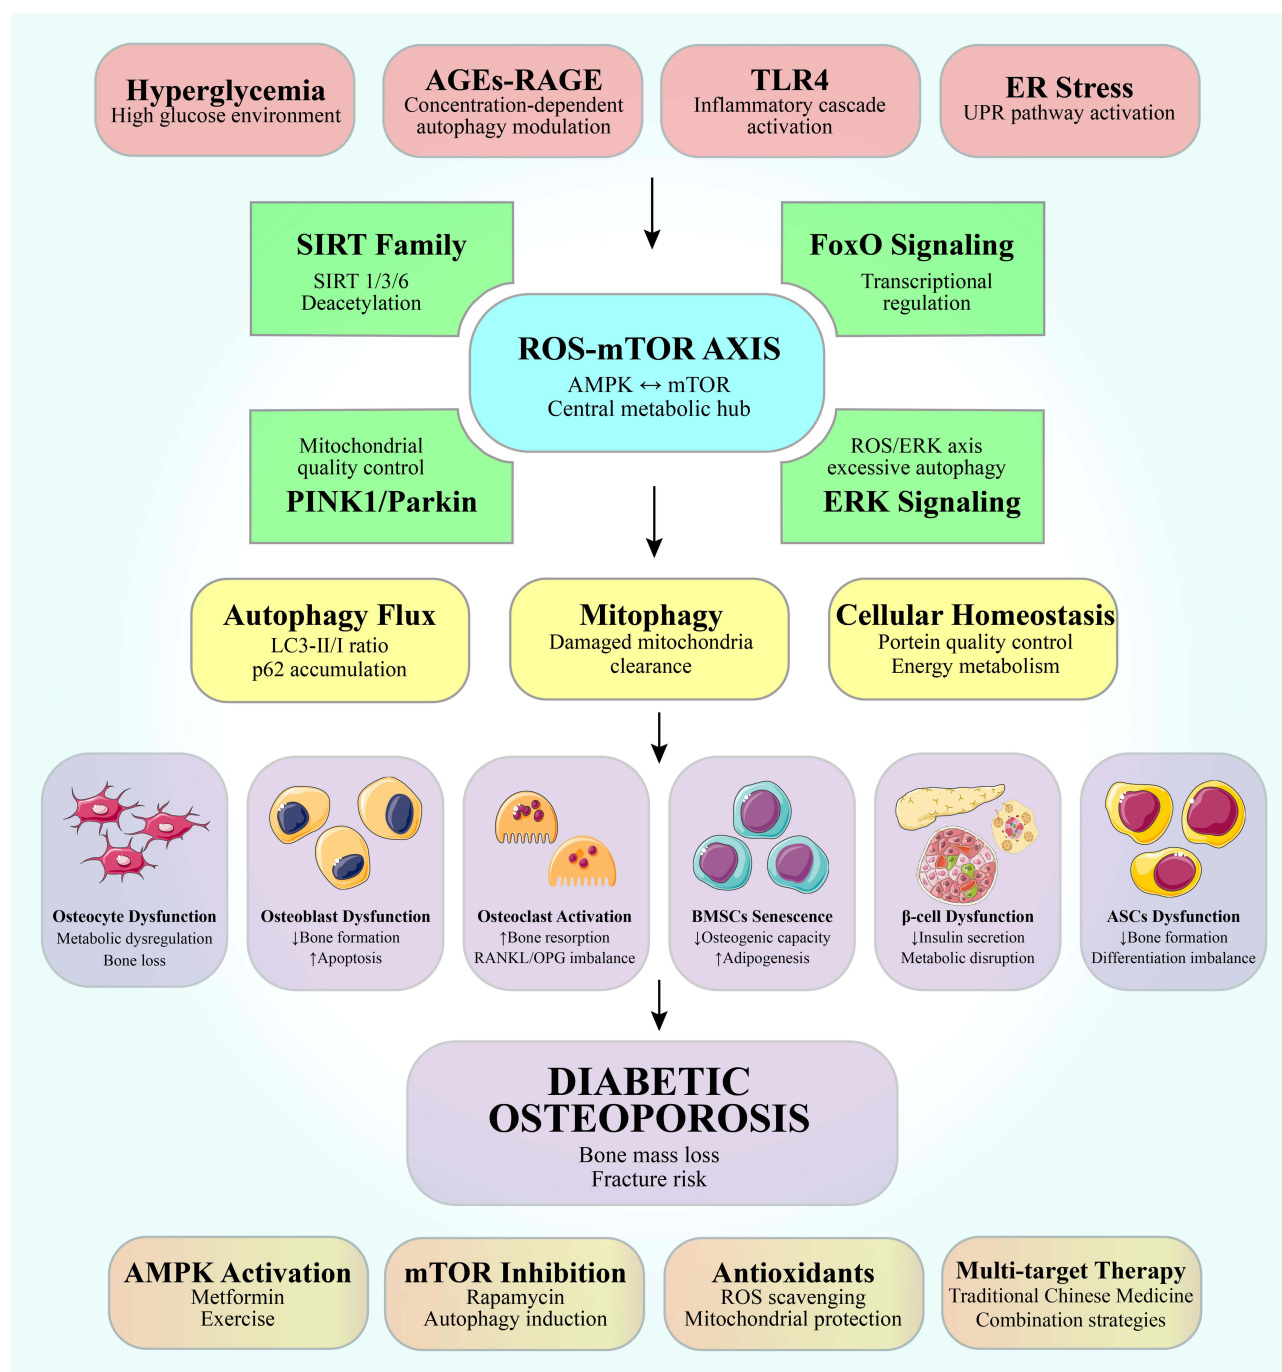 Hyperglycemia
High glucose environment
AGEs-RAGE
Concentration-dependent
autophagy modulation
TLR4
Inflammatory cascade
activation
ER Stress
UPR pathway activation
SIRT Family
SIRT 1/3/6
Deacetylation
FoxO Signaling
Transcriptional
regulation
ROS-mTOR AXIS
AMPK ↔ mTOR
Central metabolic hub
Mitochondrial
quality control
PINK1/Parkin
ROS/ERK axis
excessive autophagy
ERK Signaling
Autophagy Flux
LC3-II/I ratio
p62 accumulation
Mitophagy
Damaged mitochondria
clearance
Cellular Homeostasis
Portein quality control
Energy metabolism
Osteocyte Dysfunction
Metabolic dysregulation
Bone loss
Osteoblast Dysfunction
↓Bone formation
↑Apoptosis
Osteoclast Activation
↑Bone resorption
RANKL/OPG imbalance
BMSCs Senescence
↓Osteogenic capacity
↑Adipogenesis
β-cell Dysfunction
↓Insulin secretion
Metabolic disruption
ASCs Dysfunction
↓Bone formation
Differentiation imbalance
DIABETIC
OSTEOPOROSIS
Bone mass loss
Fracture risk
AMPK Activation
Metformin
Exercise
mTOR Inhibition
Rapamycin
Autophagy induction
Antioxidants
ROS scavenging
Mitochondrial protection
Multi-target Therapy
Traditional Chinese Medicine
Combination strategies